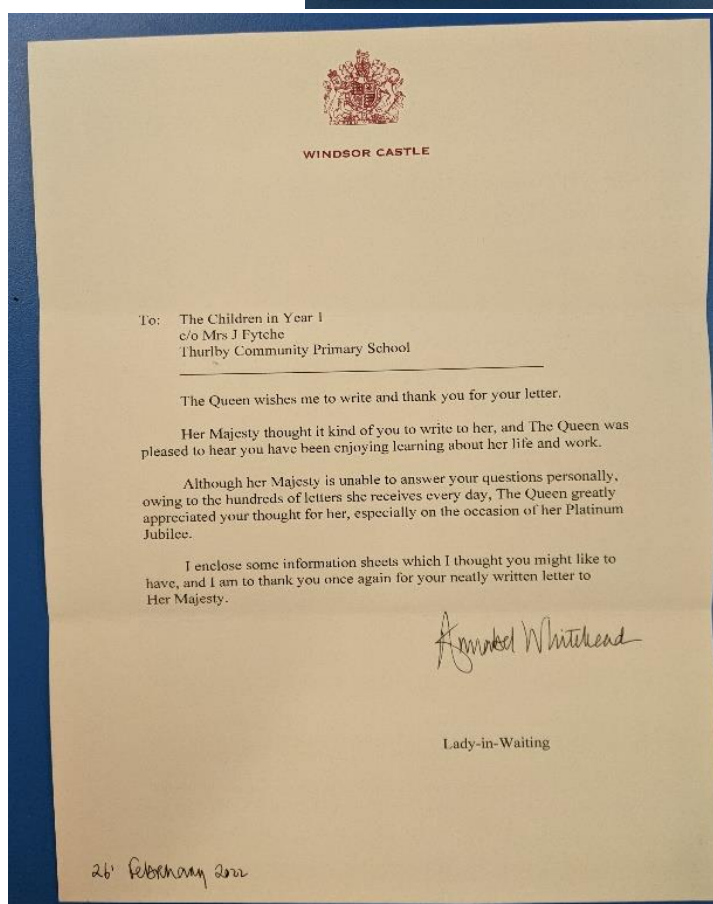 WINDSOR CASTLE
To: The Children in Year 1
c/o Mrs J Fytche
Thurlby Community Primary School
The Queen wishes me to write and thank you for your letter.
Her Majesty thought it kind of you to write to her, and The Queen was
pleased to hear you have been enjoying learning about her life and work.
Although her Majesty is unable to answer your questions personally,
owing to the hundreds of letters she receives every day, The Queen greatly
appreciated your thought for her, especially on the occasion of her Platinum
Jubilee.
I enclose some information sheets which I thought you might like to
have, and I am to thank you once again for your neatly written letter to
Her Majesty.
Annabel Whitehead
Lady-in-Waiting
26' February 2022